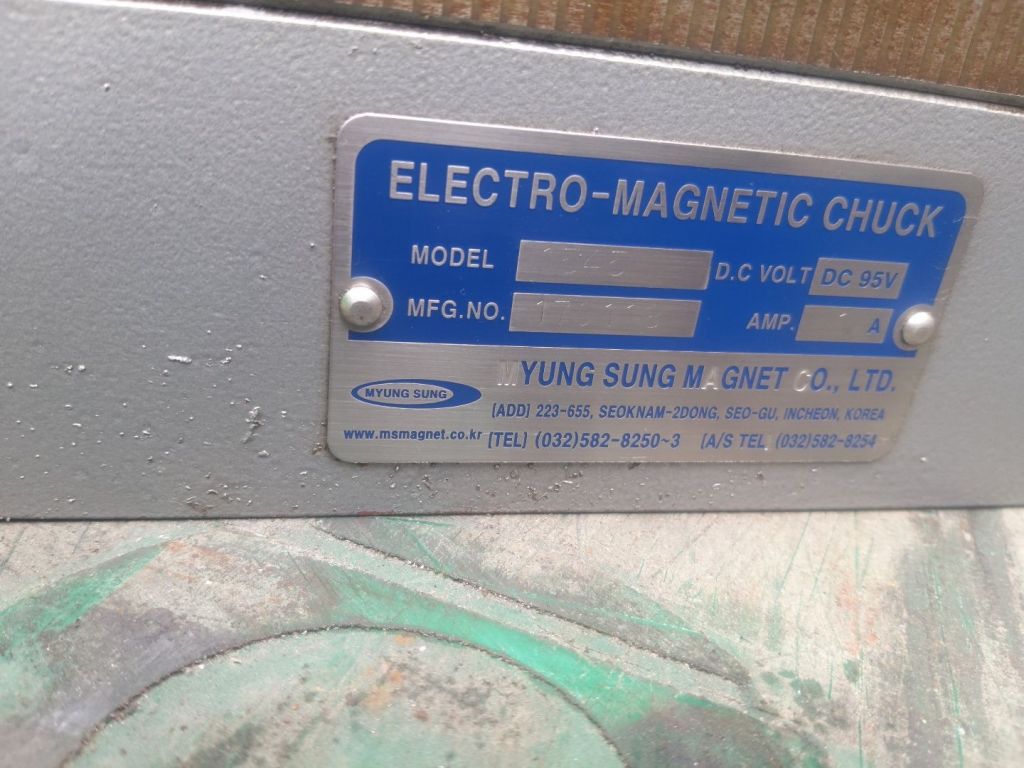 ELECTRO-MAGNETIC CHUCK
MODEL 1545 D.C VOLT DC 95V
MFG.NO. AMP. A
MYUNG SUNG MAGNET CO., LTD.
MYUNG SUNG
[ADD] 223-655, SEOKNAM-2DONG, SEO-GU, INCHEON, KOREA
www.msmagnet.co.kr [TEL] (032)582-8250~3 [A/S TEL (032)582-8254